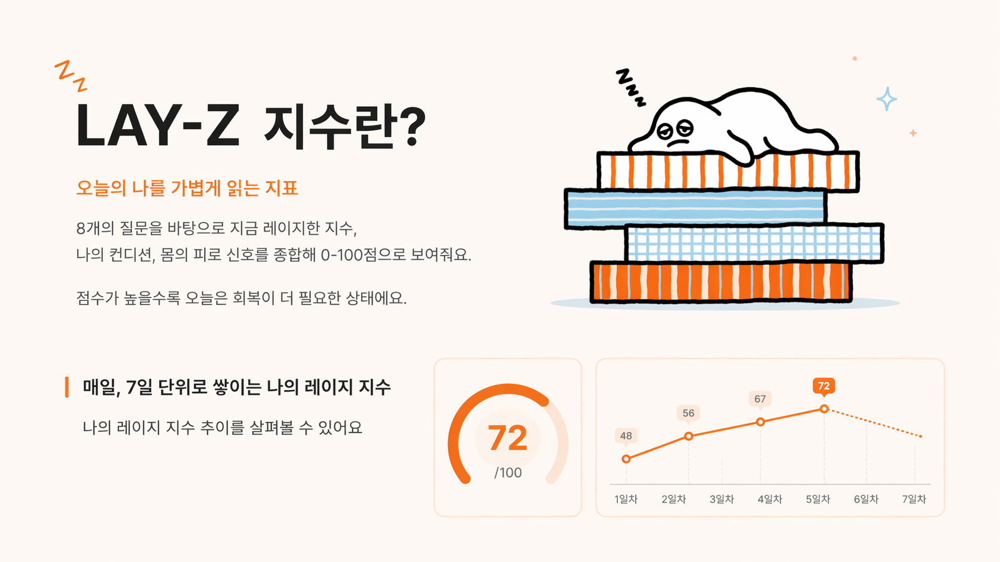 Z
Z
LAY-Z 지수란?
오늘의 나를 가볍게 읽는 지표
8개의 질문을 바탕으로 지금 레이지한 지수,
나의 컨디션, 몸의 피로 신호를 종합해 0-100점으로 보여줘요.
점수가 높을수록 오늘은 회복이 더 필요한 상태에요.
Z
Z
Z
매일, 7일 단위로 쌓이는 나의 레이지 지수
나의 레이지 지수 추이를 살펴볼 수 있어요
72
/100
48
56
67
72
1일차 2일차 3일차 4일차 5일차 6일차 7일차